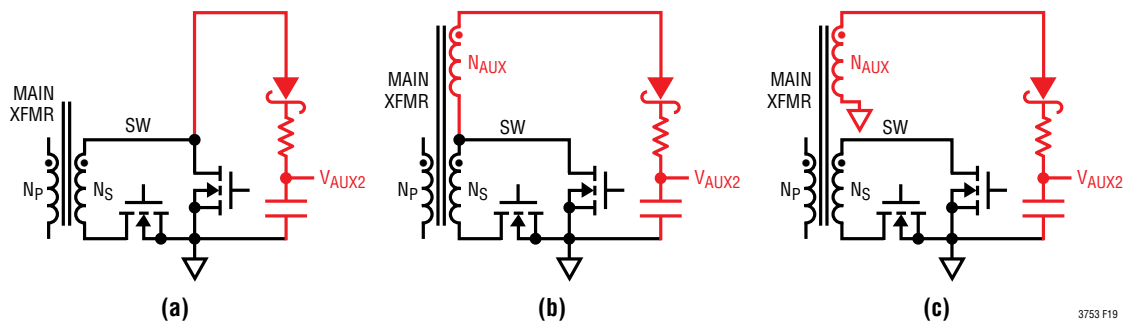 MAIN
XFMR
SW
NP
NS
VAUX2
(a)
NAUX
MAIN
XFMR
SW
NP
NS
VAUX2
(b)
NAUX
MAIN
XFMR
SW
NP
NS
VAUX2
(c)
3753 F19